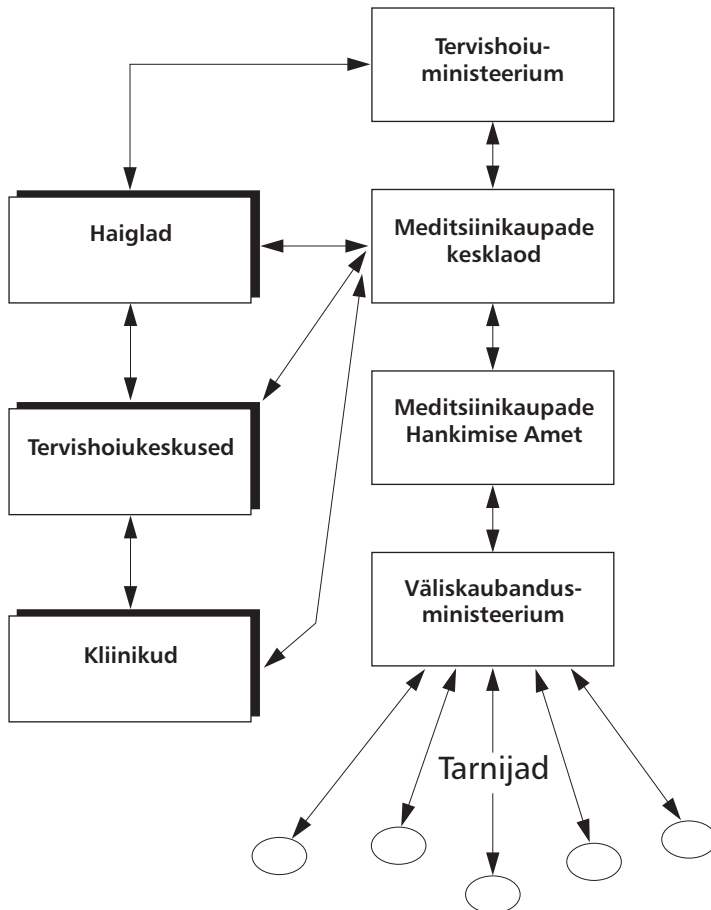 Tervishoiu-
ministeerium
Haiglad
Meditsiinikaupade
kesklaod
Meditsiinikaupade
Hankimise Amet
Tervishoiukeskused
Väliskaubandus-
ministeerium
Kliinikud
Tarnijad